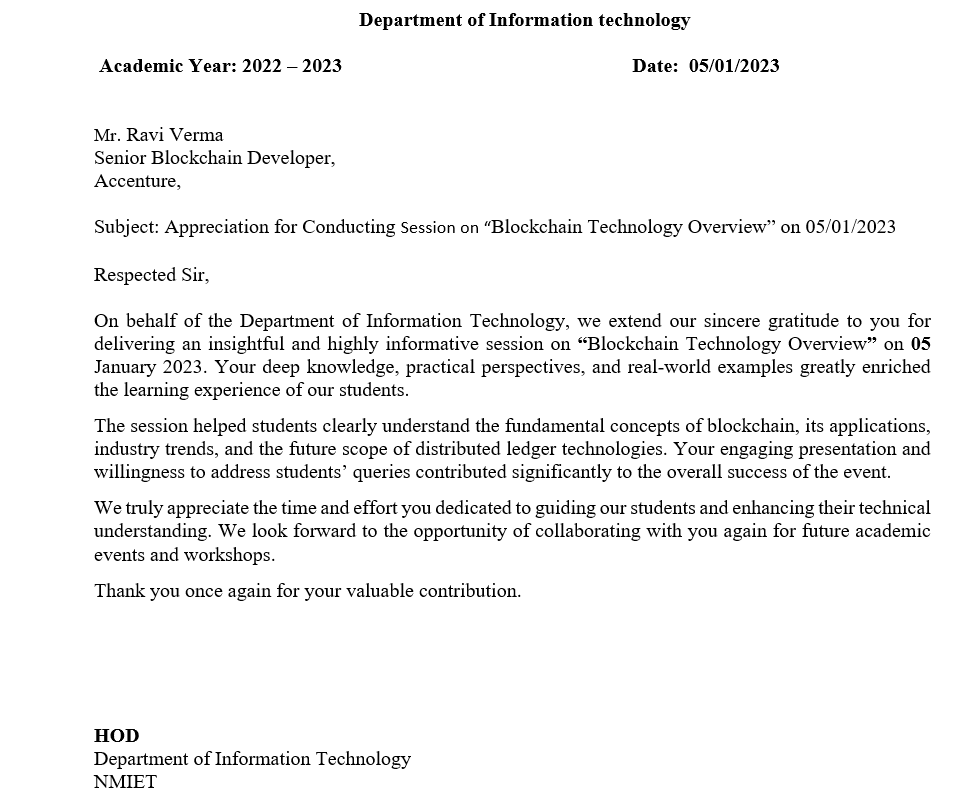 Department of Information technology
Academic Year: 2022 – 2023 Date: 05/01/2023
Mr. Ravi Verma
Senior Blockchain Developer,
Accenture,
Subject: Appreciation for Conducting Session on “Blockchain Technology Overview” on 05/01/2023
Respected Sir,
On behalf of the Department of Information Technology, we extend our sincere gratitude to you for
delivering an insightful and highly informative session on “Blockchain Technology Overview” on 05
January 2023. Your deep knowledge, practical perspectives, and real-world examples greatly enriched
the learning experience of our students.
The session helped students clearly understand the fundamental concepts of blockchain, its applications,
industry trends, and the future scope of distributed ledger technologies. Your engaging presentation and
willingness to address students’ queries contributed significantly to the overall success of the event.
We truly appreciate the time and effort you dedicated to guiding our students and enhancing their technical
understanding. We look forward to the opportunity of collaborating with you again for future academic
events and workshops.
Thank you once again for your valuable contribution.
HOD
Department of Information Technology
NMIET